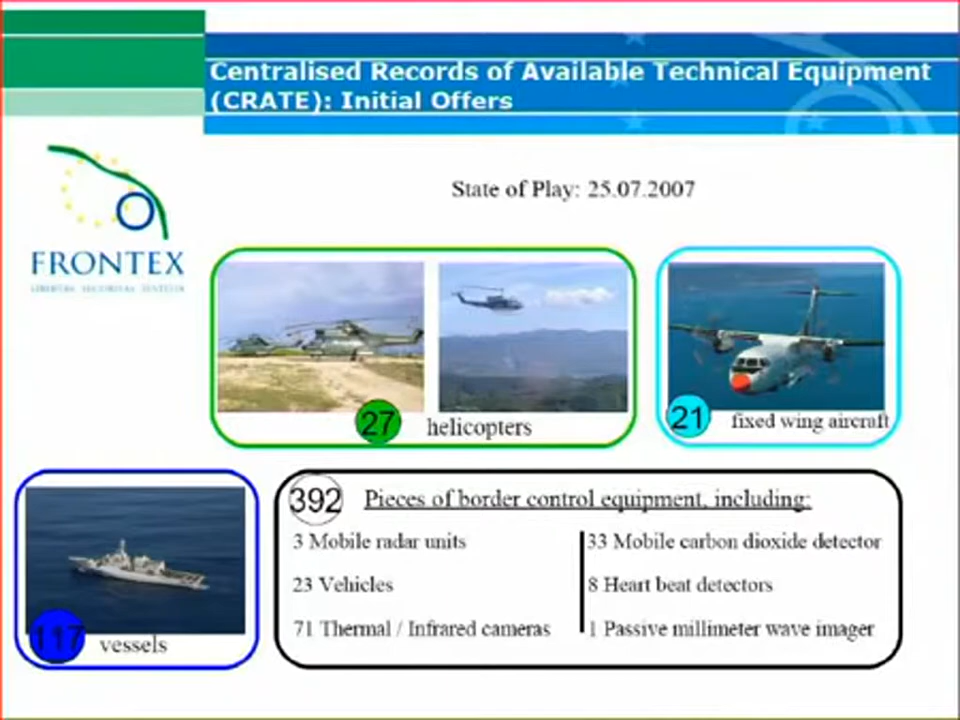 Centralised Records of Available Technical Equipment
(CRATE): Initial Offers
State of Play: 25.07.2007
FRONTEX
27 helicopters
21 fixed wing aircraft
117 vessels
392 Pieces of border control equipment, including:
3 Mobile radar units
23 Vehicles
71 Thermal / Infrared cameras
33 Mobile carbon dioxide detector
8 Heart beat detectors
1 Passive millimeter wave imager